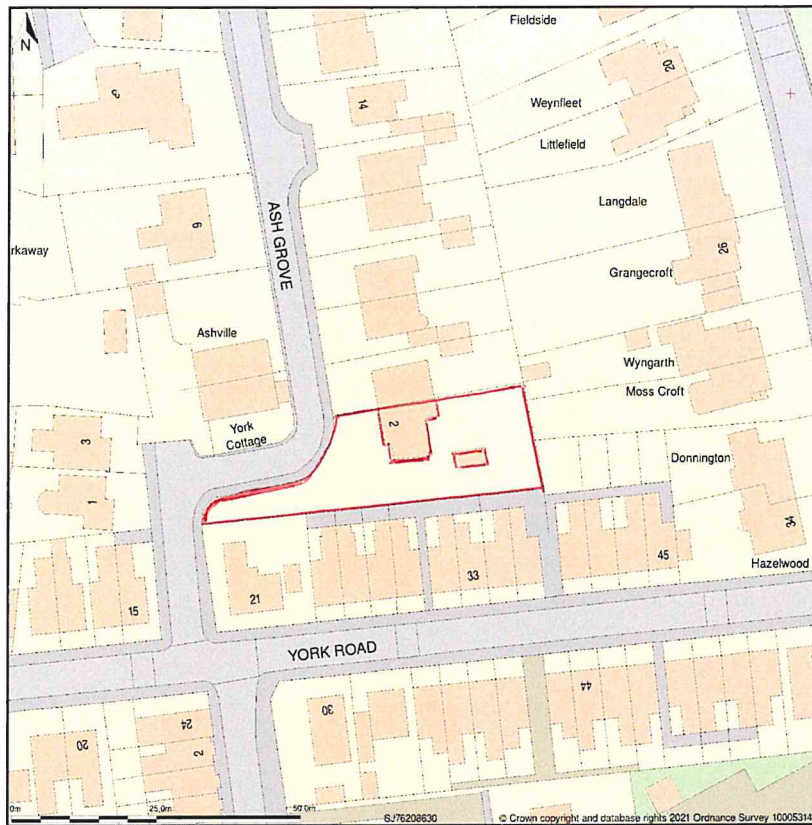 N
Fieldside
3
14
20
Weynfleet
Littlefield
ASH GROVE
Langdale
9
rkaway
Grangecroft
26
Ashville
Wyngarth
Moss Croft
York
Cottage
2
3
1
Donnington
34
Hazelwood
15
21
33
45
YORK ROAD
30
44
24
20
2
0m
25.0m
50.0m
SJ76208630
© Crown copyright and database rights 2021 Ordnance Survey 1000531